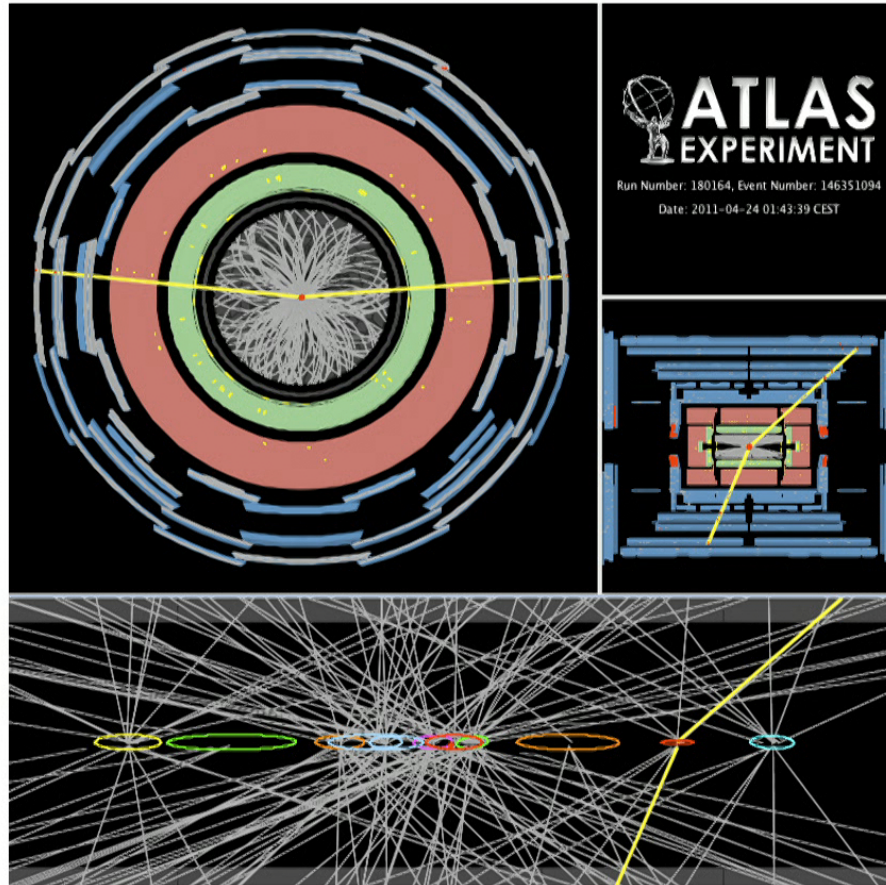 ATLAS
EXPERIMENT
Run Number: 180164, Event Number: 146351094
Date: 2011-04-24 01:43:39 CEST